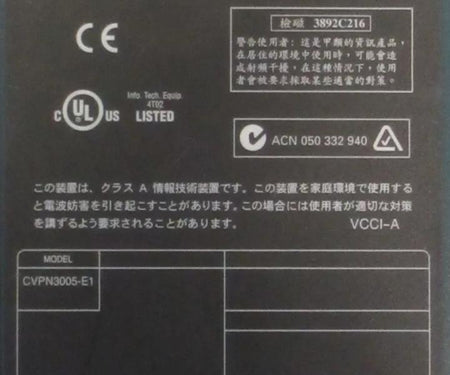 CE
檢磁 3892C216
警告使用者：這是甲類的資訊產品，
在居住的環境中使用時，可能會造
成射頻干擾，在這種情況下，使用
者會被要求採取某些適當的對策。
Info. Tech. Equip.
4T02
C UL US LISTED
ACN 050 332 940
この装置は、クラス A 情報技術装置です。この装置を家庭環境で使用する
と電波妨害を引き起こすことがあります。この場合には使用者が適切な対策
を講ずるよう要求されることがあります。 VCCI-A
MODEL
CVPN3005-E1